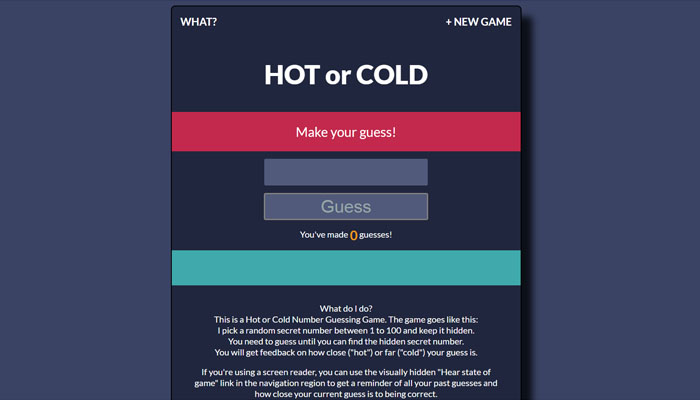 WHAT?
+ NEW GAME
HOT or COLD
Make your guess!
Guess
You've made 0 guesses!
What do I do?
This is a Hot or Cold Number Guessing Game. The game goes like this:
I pick a random secret number between 1 to 100 and keep it hidden.
You need to guess until you can find the hidden secret number.
You will get feedback on how close ("hot") or far ("cold") your guess is.
If you're using a screen reader, you can use the visually hidden "Hear state of
game" link in the navigation region to get a reminder of all your past guesses and
how close your current guess is to being correct.